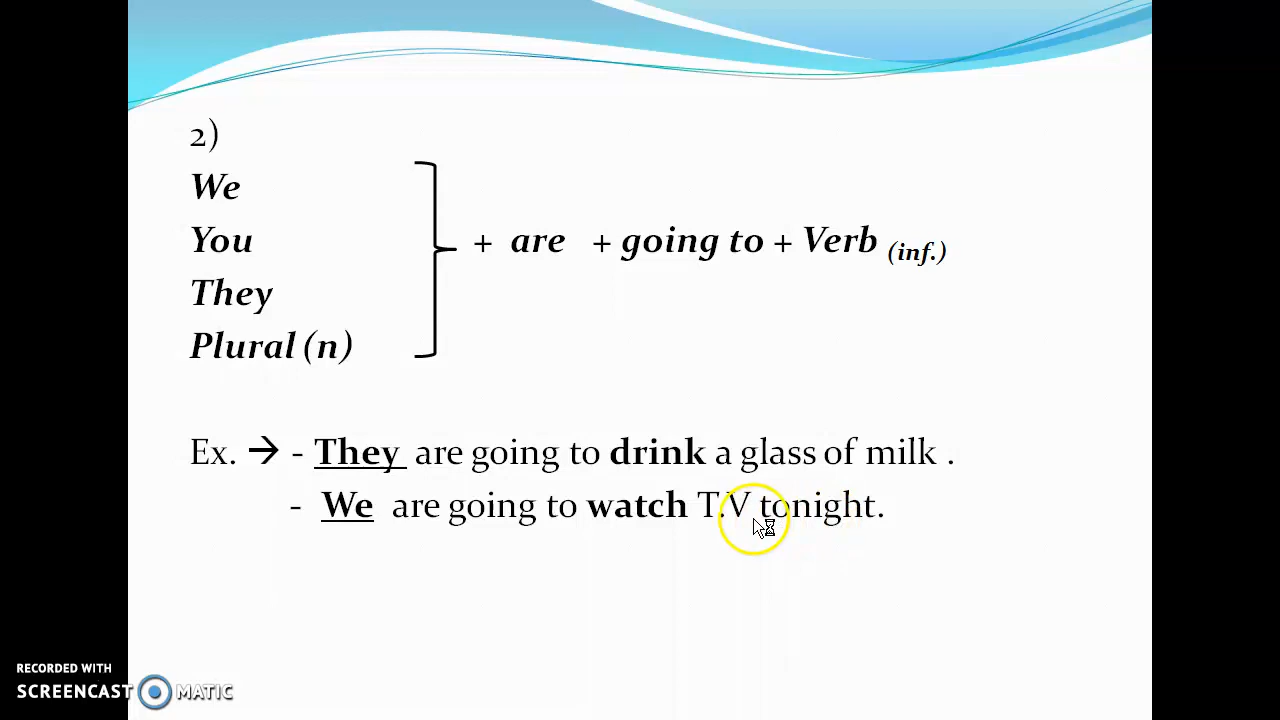 2)
We
You
They
Plural (n)
+ are + going to + Verb (inf.)
Ex. → - They are going to drink a glass of milk .
- We are going to watch T.V tonight.
RECORDED WITH
SCREENCAST MATIC